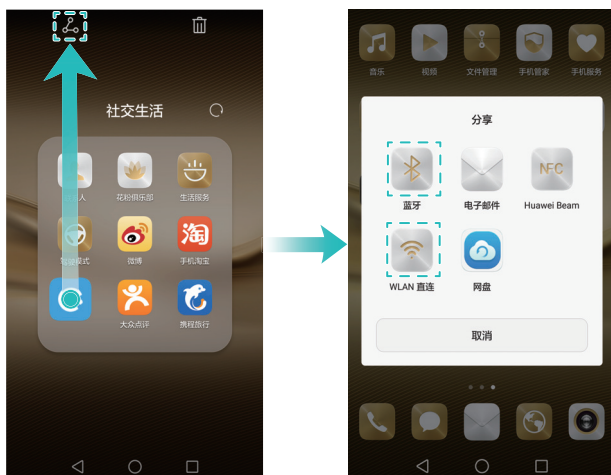 社交生活
花粉俱乐部
生活服务
微博
淘
手机淘宝
大众点评
携程旅行
音乐
视频
文件管理
手机管家
手机服务
分享
NFC
蓝牙
电子邮件
Huawei Beam
WLAN 直连
网盘
取消